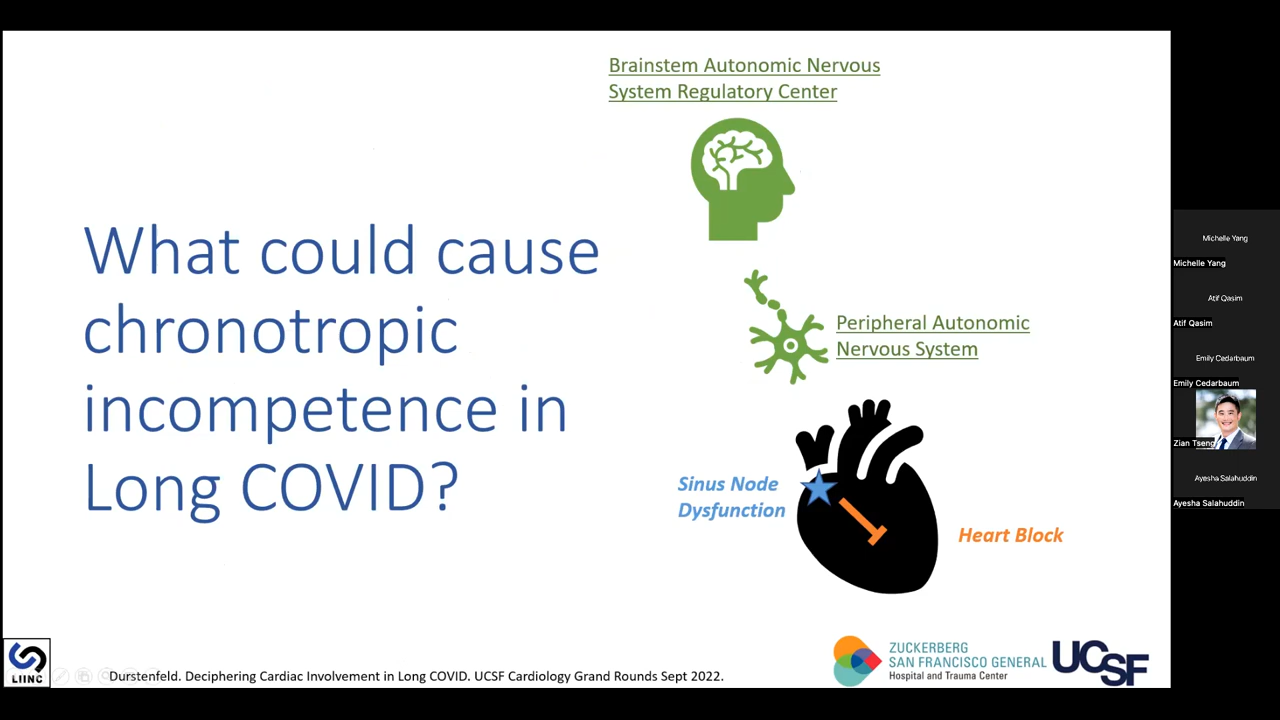 Brainstem Autonomic Nervous
System Regulatory Center
What could cause
chronotropic
incompetence in
Long COVID?
Peripheral Autonomic
Nervous System
Sinus Node
Dysfunction
Heart Block
LIINC
Durstenfeld. Deciphering Cardiac Involvement in Long COVID. UCSF Cardiology Grand Rounds Sept 2022.
ZUCKERBERG
SAN FRANCISCO GENERAL
Hospital and Trauma Center
UCSF
Michelle Yang
Michelle Yang
Atif Qasim
Atif Qasim
Emily Cedarbaum
Emily Cedarbaum
Zian Tseng
Ayesha Salahuddin
Ayesha Salahuddin